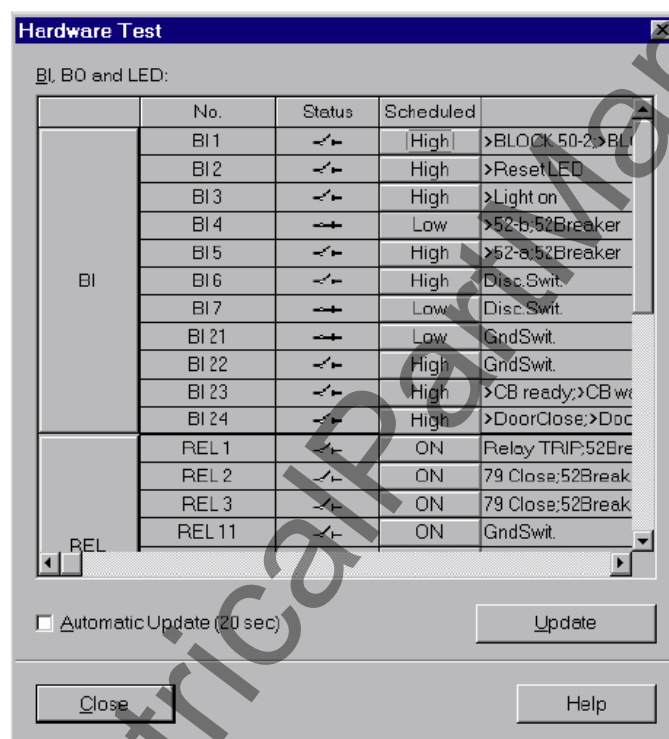 Hardware Test
BI, BO and LED:
No. Status Scheduled
BI 1 High >BLOCK 50-2;>BL
BI 2 High >ResetLED
BI 3 High >Light on
BI 4 Low >52-b;52Breaker
BI 5 High >52-a;52Breaker
BI BI 6 High Disc.Swit.
BI 7 Low Disc.Swit.
BI 21 Low GndSwit.
BI 22 High GndSwit.
BI 23 High >CB ready;>CB wa
BI 24 High >DoorClose;>Doo
REL 1 ON Relay TRIP;52Bre
REL 2 ON 79 Close;52Break
REL 3 ON 79 Close;52Break
REL REL 11 ON GndSwit.
Automatic Update (20 sec) Update
Close Help
ctricalPartMan